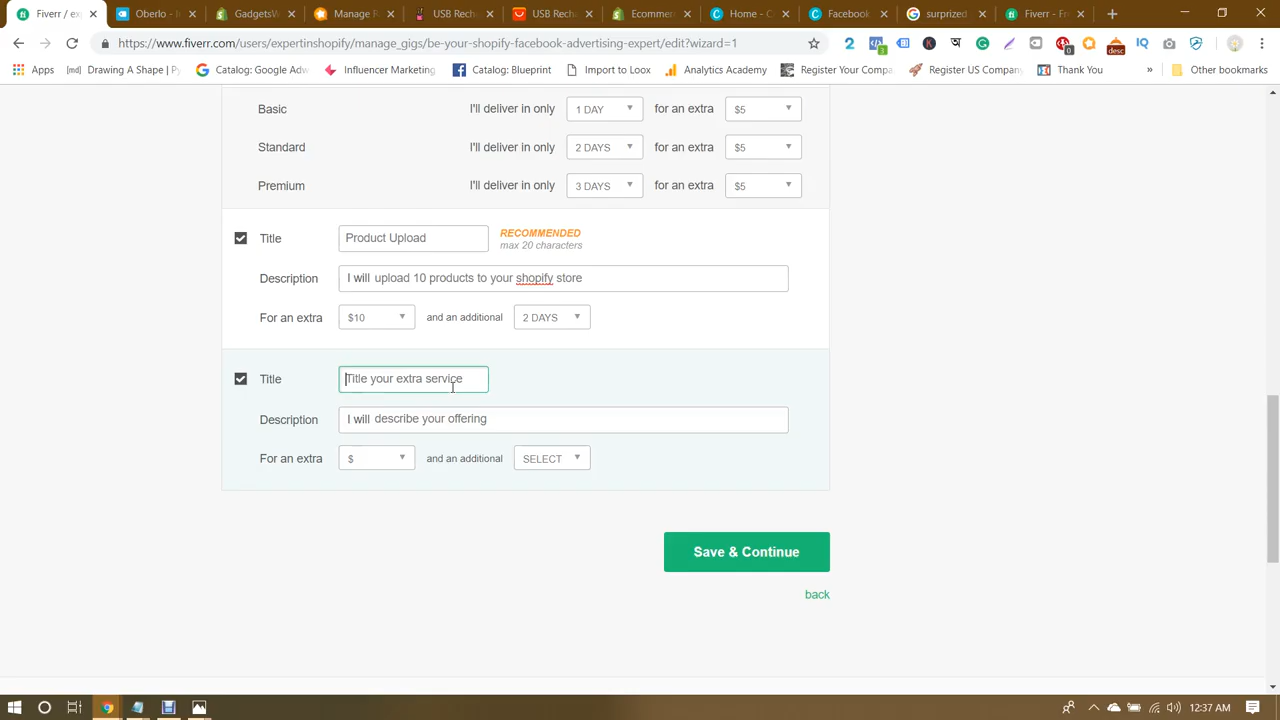 Fiverr / ex
Oberlo - In
GadgetsW
Manage R
USB Rech
USB Recha
Ecommer
Home - C
Facebook
surprized
Fiverr - Fr
https://www.fiverr.com/users/expertinshopify/manage_gigs/be-your-shopify-facebook-advertising-expert/edit?wizard=1
Apps
Drawing A Shape | Py
Catalog: Google Adw
Influencer Marketing
Catalog: Blueprint
Import to Loox
Analytics Academy
Register Your Compa
Register US Company
Thank You
»
Other bookmarks
Basic I'll deliver in only 1 DAY for an extra $5
Standard I'll deliver in only 2 DAYS for an extra $5
Premium I'll deliver in only 3 DAYS for an extra $5
Title Product Upload RECOMMENDED
max 20 characters
Description I will upload 10 products to your shopify store
For an extra $10 and an additional 2 DAYS
Title Title your extra service
Description I will describe your offering
For an extra $ and an additional SELECT
Save & Continue
back
12:37 AM